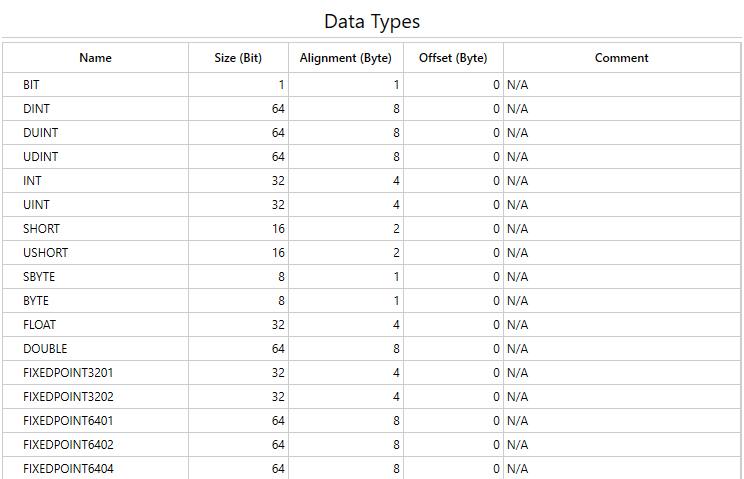 Data Types
Name Size (Bit) Alignment (Byte) Offset (Byte) Comment
BIT 1 1 0 N/A
DINT 64 8 0 N/A
DUINT 64 8 0 N/A
UDINT 64 8 0 N/A
INT 32 4 0 N/A
UINT 32 4 0 N/A
SHORT 16 2 0 N/A
USHORT 16 2 0 N/A
SBYTE 8 1 0 N/A
BYTE 8 1 0 N/A
FLOAT 32 4 0 N/A
DOUBLE 64 8 0 N/A
FIXEDPOINT3201 32 4 0 N/A
FIXEDPOINT3202 32 4 0 N/A
FIXEDPOINT6401 64 8 0 N/A
FIXEDPOINT6402 64 8 0 N/A
FIXEDPOINT6404 64 8 0 N/A